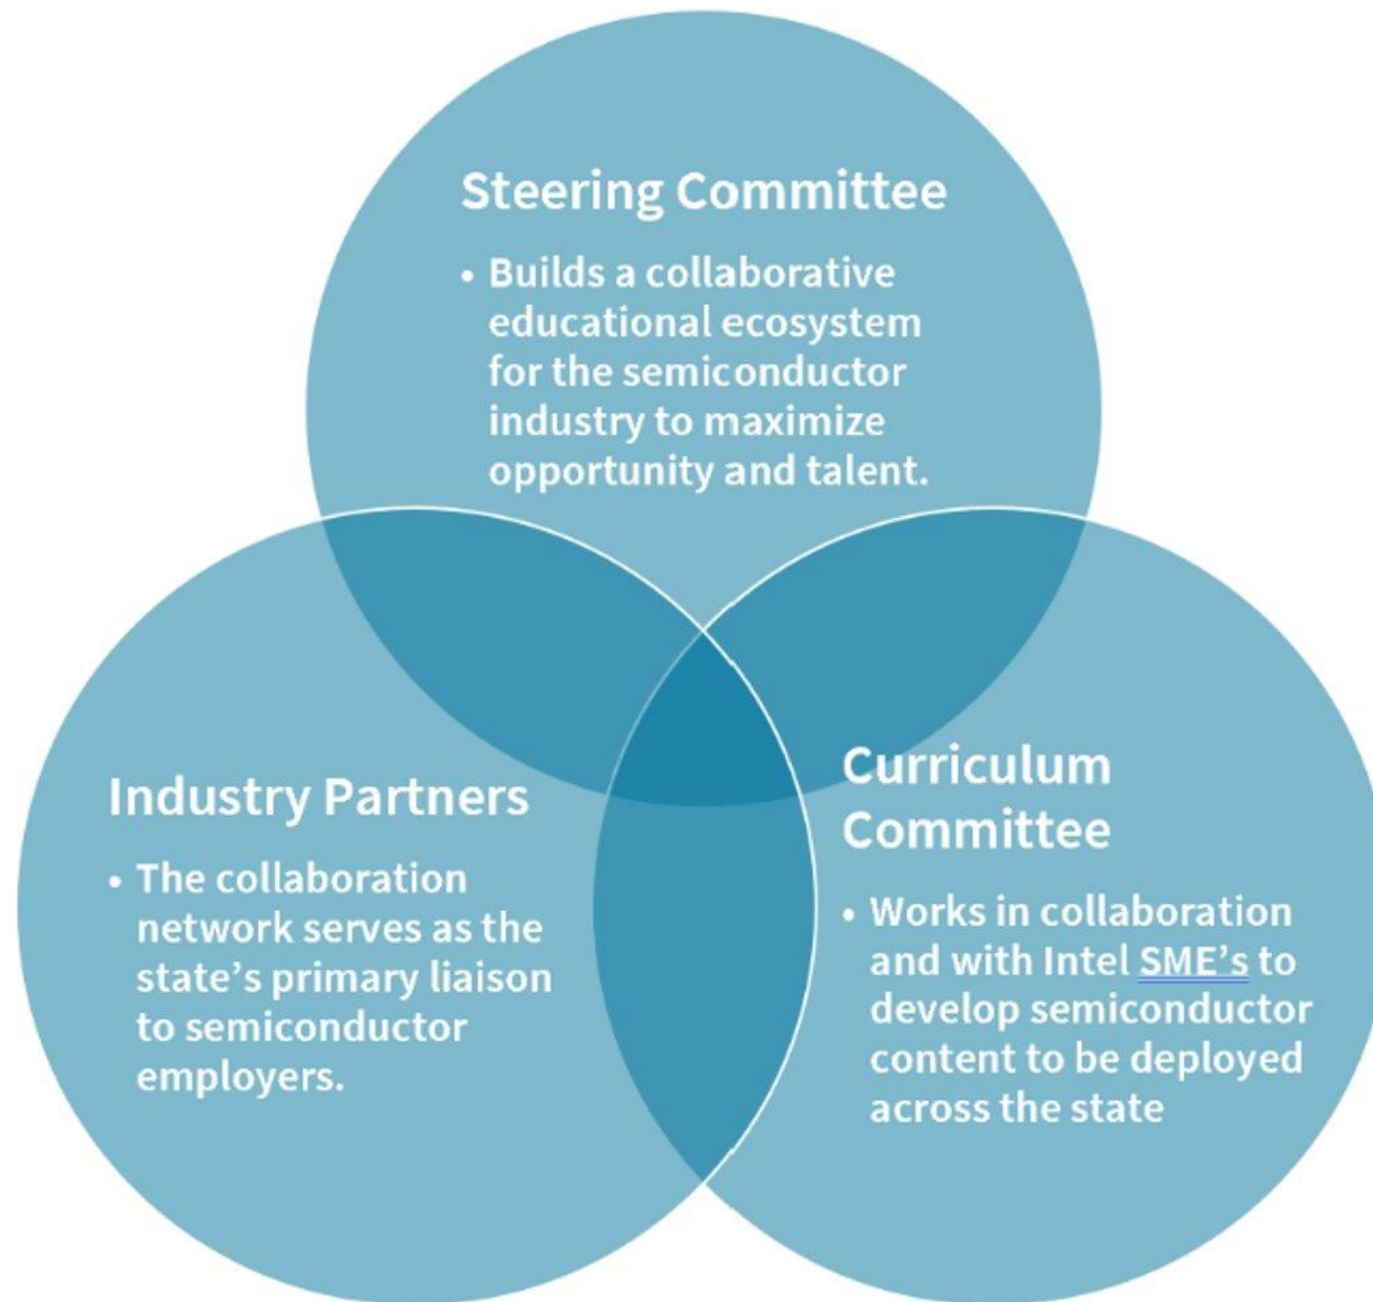 Steering Committee
• Builds a collaborative
educational ecosystem
for the semiconductor
industry to maximize
opportunity and talent.
Industry Partners
• The collaboration
network serves as the
state’s primary liaison
to semiconductor
employers.
Curriculum
Committee
• Works in collaboration
and with Intel SME’s to
develop semiconductor
content to be deployed
across the state